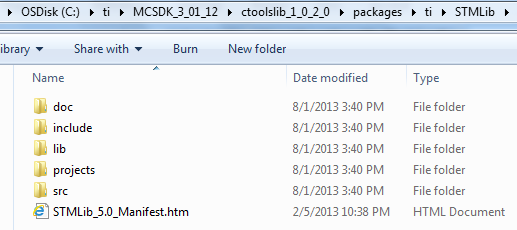 OSDisk (C:) ti MCSDK_3_01_12 ctoolslib_1_0_2_0 packages ti STMLib
Library Share with Burn New folder
Name Date modified Type
doc 8/1/2013 3:40 PM File folder
include 8/1/2013 3:40 PM File folder
lib 8/1/2013 3:40 PM File folder
projects 8/1/2013 3:40 PM File folder
src 8/1/2013 3:40 PM File folder
STMLib_5.0_Manifest.htm 2/5/2013 10:38 PM HTML Document